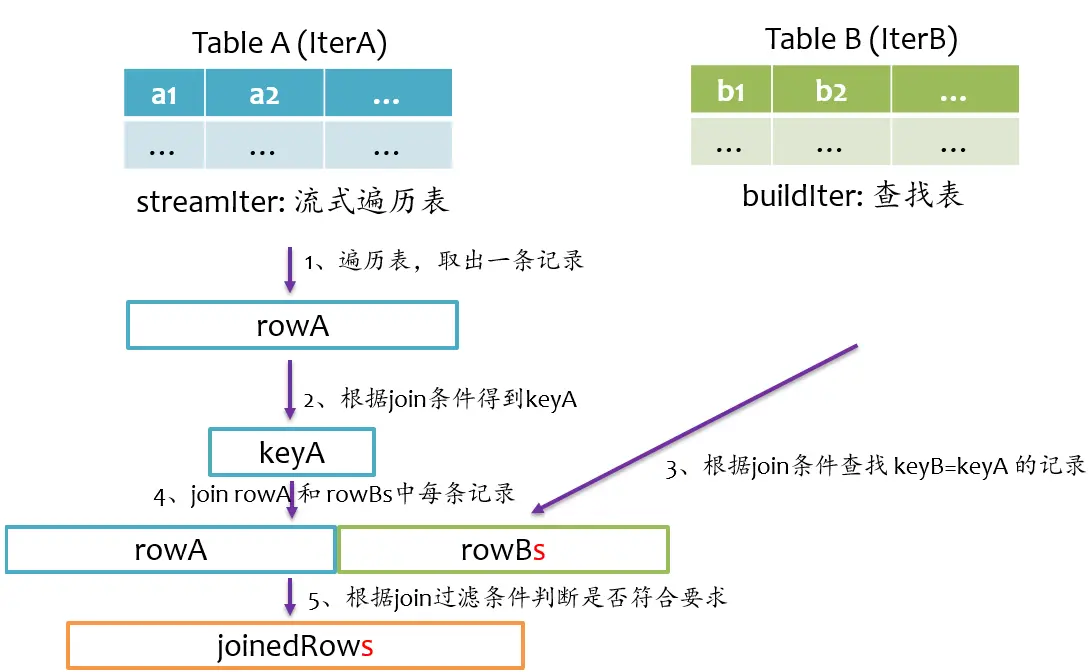 Table A (IterA)
Table B (IterB)
a1 a2 ...
b1 b2 ...
... ... ...
... ... ...
streamIter: 流式遍历表
buildIter: 查找表
1、遍历表，取出一条记录
rowA
2、根据join条件得到keyA
keyA
3、根据join条件查找 keyB=keyA 的记录
4、join rowA 和 rowBs中每条记录
rowA
rowBs
5、根据join过滤条件判断是否符合要求
joinedRows